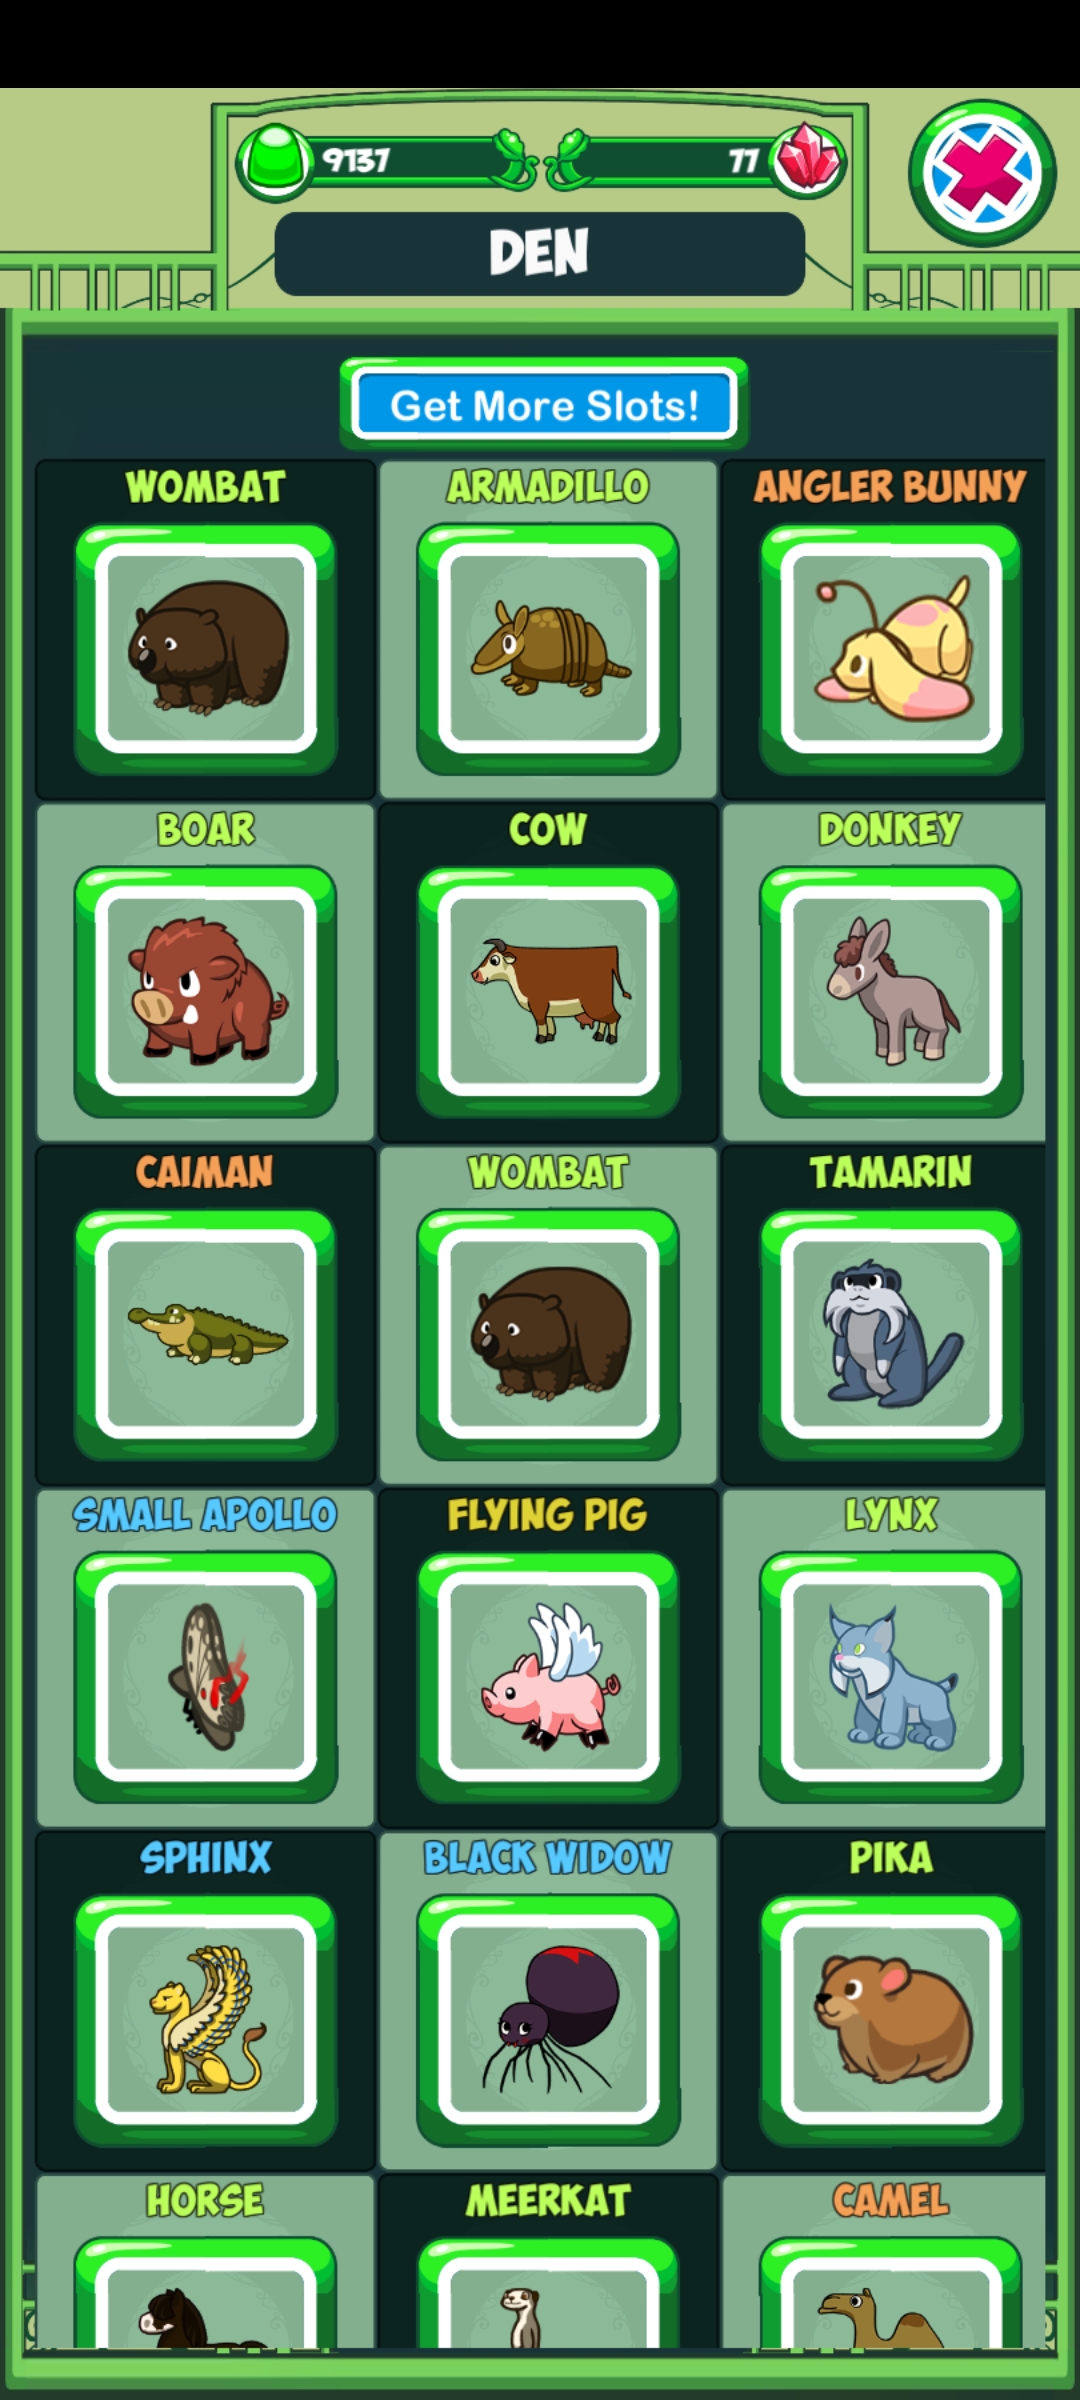 9137
77
DEN
Get More Slots!
WOMBAT
ARMADILLO
ANGLER BUNNY
BOAR
COW
DONKEY
CAIMAN
WOMBAT
TAMARIN
SMALL APOLLO
FLYING PIG
LYNX
SPHINX
BLACK WIDOW
PIKA
HORSE
MEERKAT
CAMEL